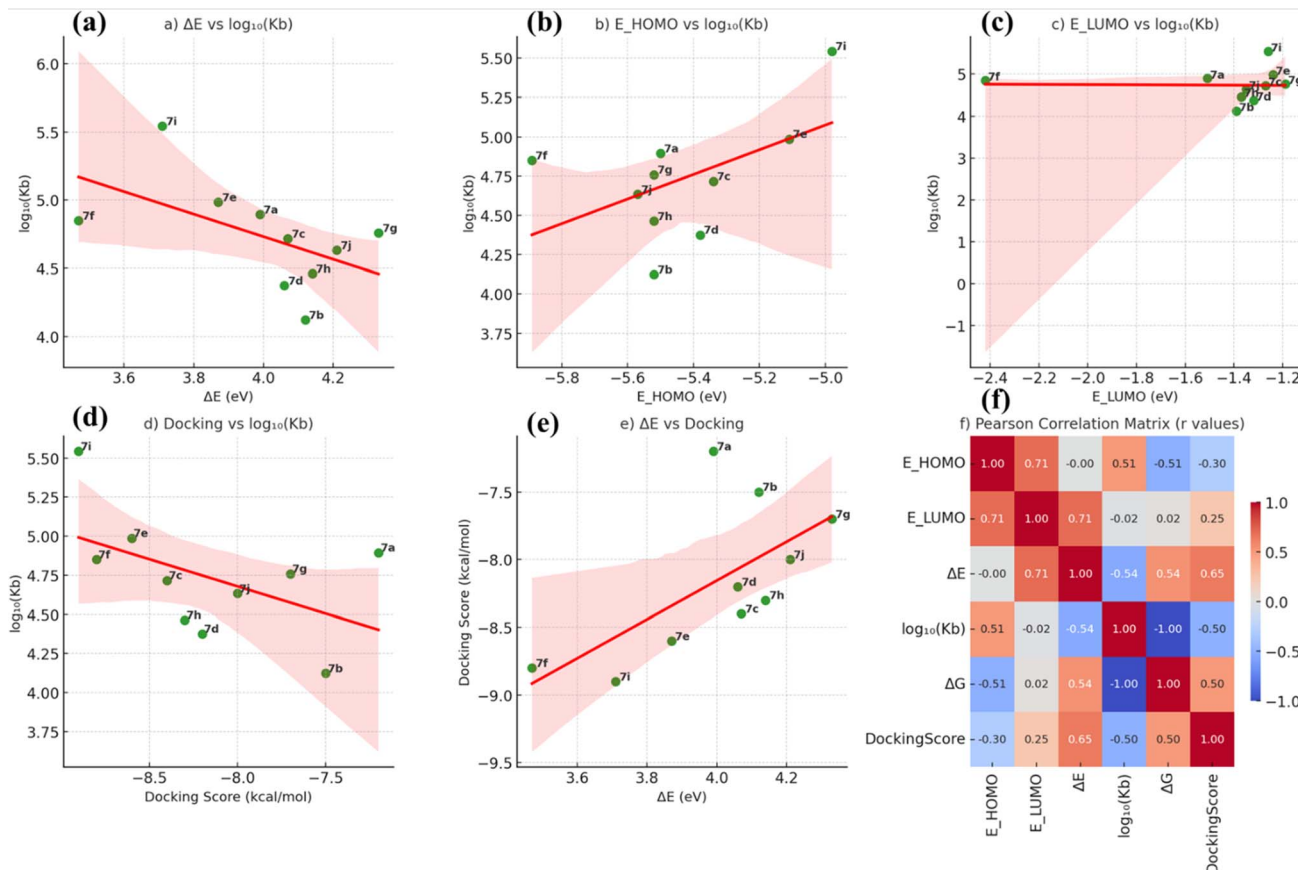 (a)
a) ΔE vs log₁₀(Kb)
log₁₀(Kb)
6.0
5.5
5.0
4.5
4.0
7i
7e
7a
7f
7c
7g
7j
7h
7d
7b
3.6
3.8
4.0
4.2
ΔE (eV)
(b)
b) E_HOMO vs log₁₀(Kb)
log₁₀(Kb)
5.50
5.25
5.00
4.75
4.50
4.25
4.00
3.75
7i
7e
7a
7f
7g
7c
7j
7h
7d
7b
−5.8
−5.6
−5.4
−5.2
−5.0
E_HOMO (eV)
(c)
c) E_LUMO vs log₁₀(Kb)
log₁₀(Kb)
5
4
3
2
1
0
−1
7i
7e
7f
7a
7c
7g
7j
7h
7d
7b
−2.4
−2.2
−2.0
−1.8
−1.6
−1.4
−1.2
E_LUMO (eV)
(d)
d) Docking vs log₁₀(Kb)
log₁₀(Kb)
5.50
5.25
5.00
4.75
4.50
4.25
4.00
3.75
7i
7e
7a
7f
7g
7c
7j
7h
7d
7b
−8.5
−8.0
−7.5
Docking Score (kcal/mol)
(e)
e) ΔE vs Docking
Docking Score (kcal/mol)
−7.5
−8.0
−8.5
−9.0
−9.5
7a
7b
7g
7j
7d
7h
7c
7e
7f
7i
3.6
3.8
4.0
4.2
ΔE (eV)
(f)
f) Pearson Correlation Matrix (r values)
E_HOMO 1.00 0.71 -0.00 0.51 -0.51 -0.30
E_LUMO 0.71 1.00 0.71 -0.02 0.02 0.25
ΔE -0.00 0.71 1.00 -0.54 0.54 0.65
log₁₀(Kb) 0.51 -0.02 -0.54 1.00 -1.00 -0.50
ΔG -0.51 0.02 0.54 -1.00 1.00 0.50
DockingScore -0.30 0.25 0.65 -0.50 0.50 1.00
E_HOMO
E_LUMO
ΔE
log₁₀(Kb)
ΔG
DockingScore
1.0
0.5
0.0
−0.5
−1.0